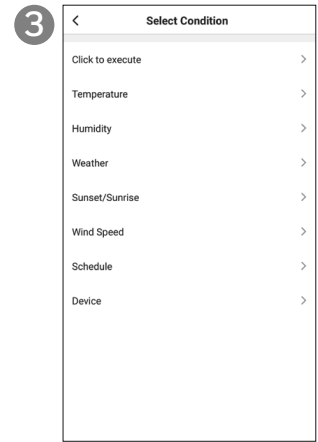 3
Select Condition
Click to execute
Temperature
Humidity
Weather
Sunset/Sunrise
Wind Speed
Schedule
Device